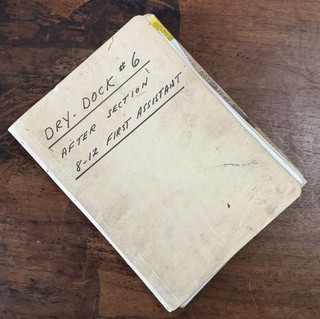 DRY-DOCK #6
AFTER SECTION
8-12 FIRST ASSISTANT